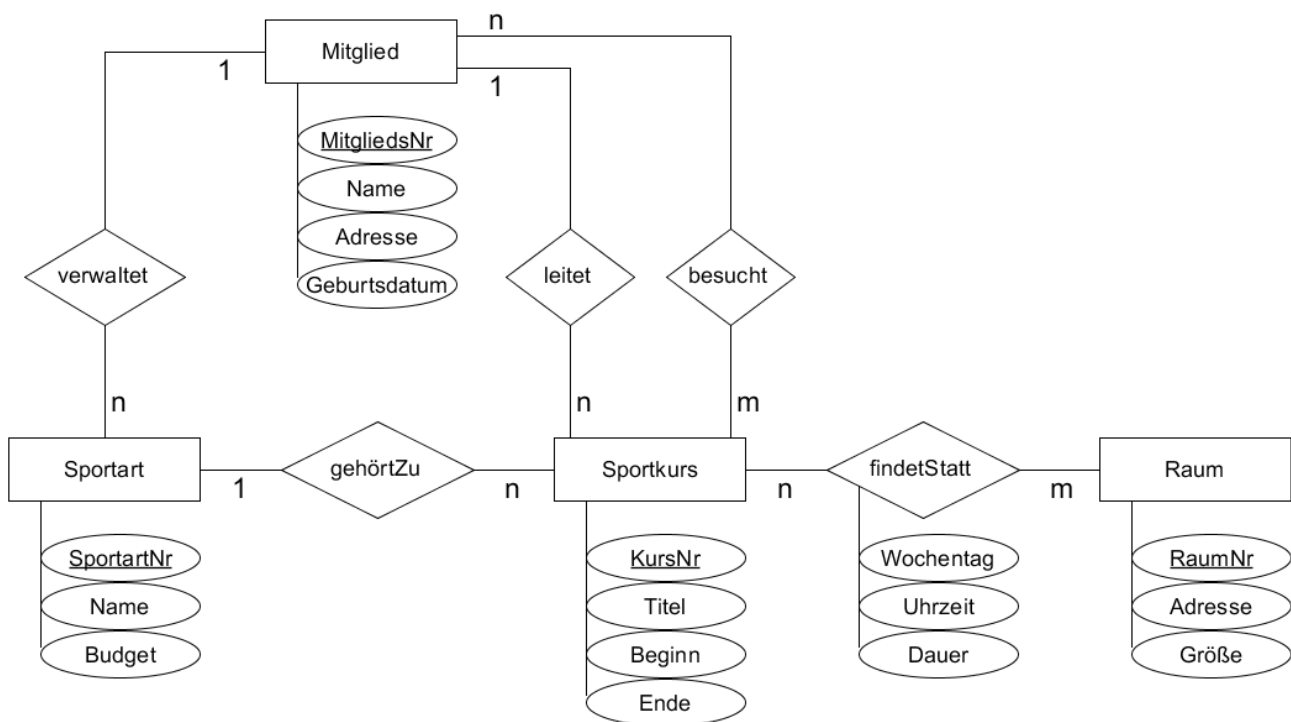 Mitglied
n
1
1
MitgliedsNr
Name
Adresse
Geburtsdatum
verwaltet
leitet
besucht
n
n
m
Sportart
1
gehörtZu
n
Sportkurs
n
findetStatt
m
Raum
SportartNr
Name
Budget
KursNr
Titel
Beginn
Ende
Wochentag
Uhrzeit
Dauer
RaumNr
Adresse
Größe